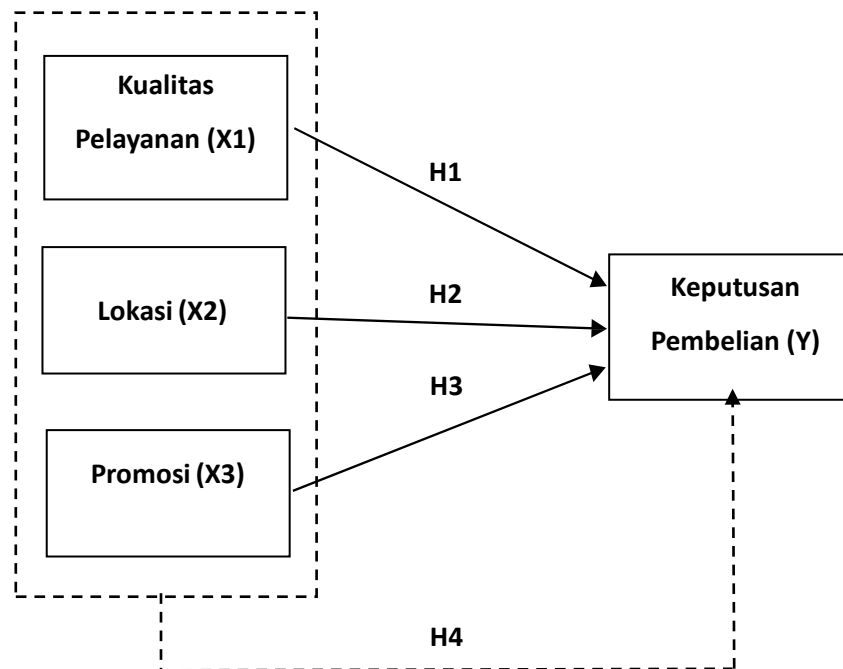 Kualitas
Pelayanan (X1)
H1
Lokasi (X2)
H2
Keputusan
Pembelian (Y)
H3
Promosi (X3)
H4